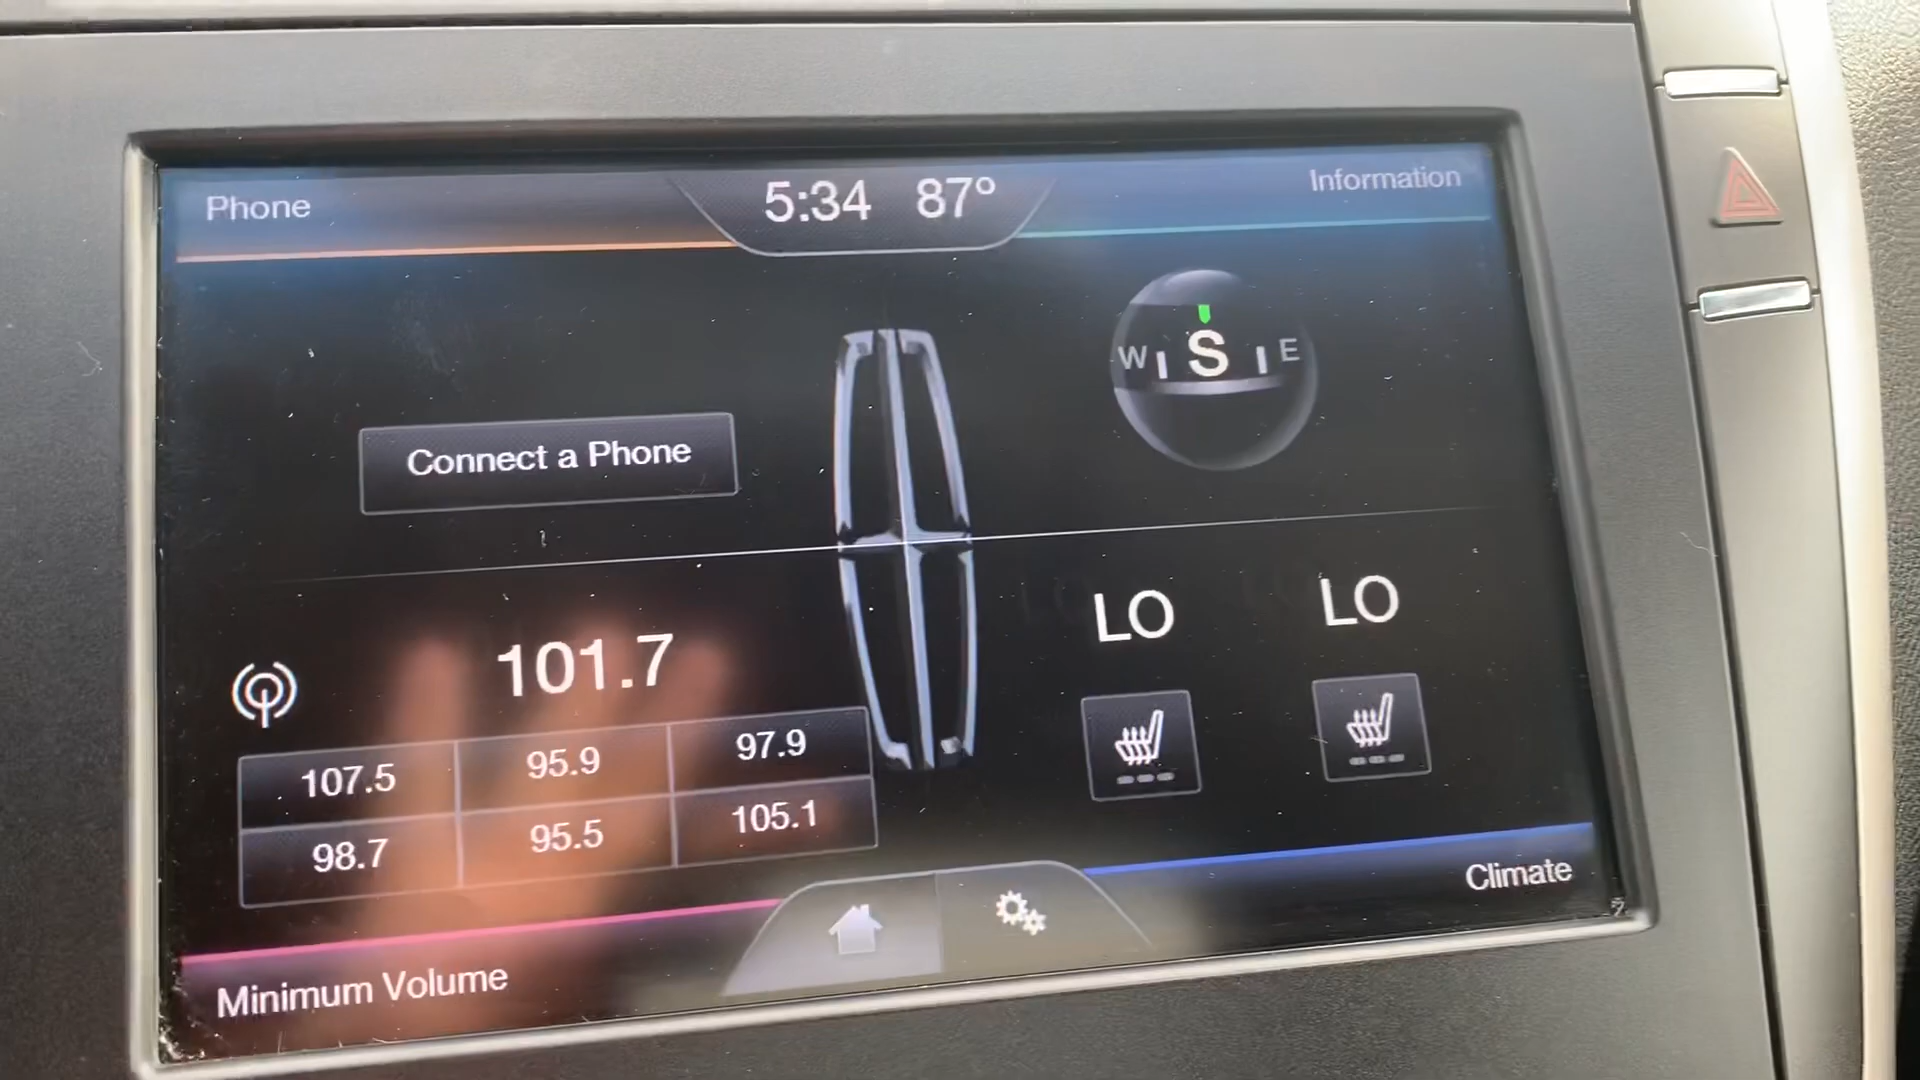 Phone
5:34 87°
Information
W S E
Connect a Phone
101.7
LO LO
107.5 95.9 97.9
98.7 95.5 105.1
Climate
Minimum Volume